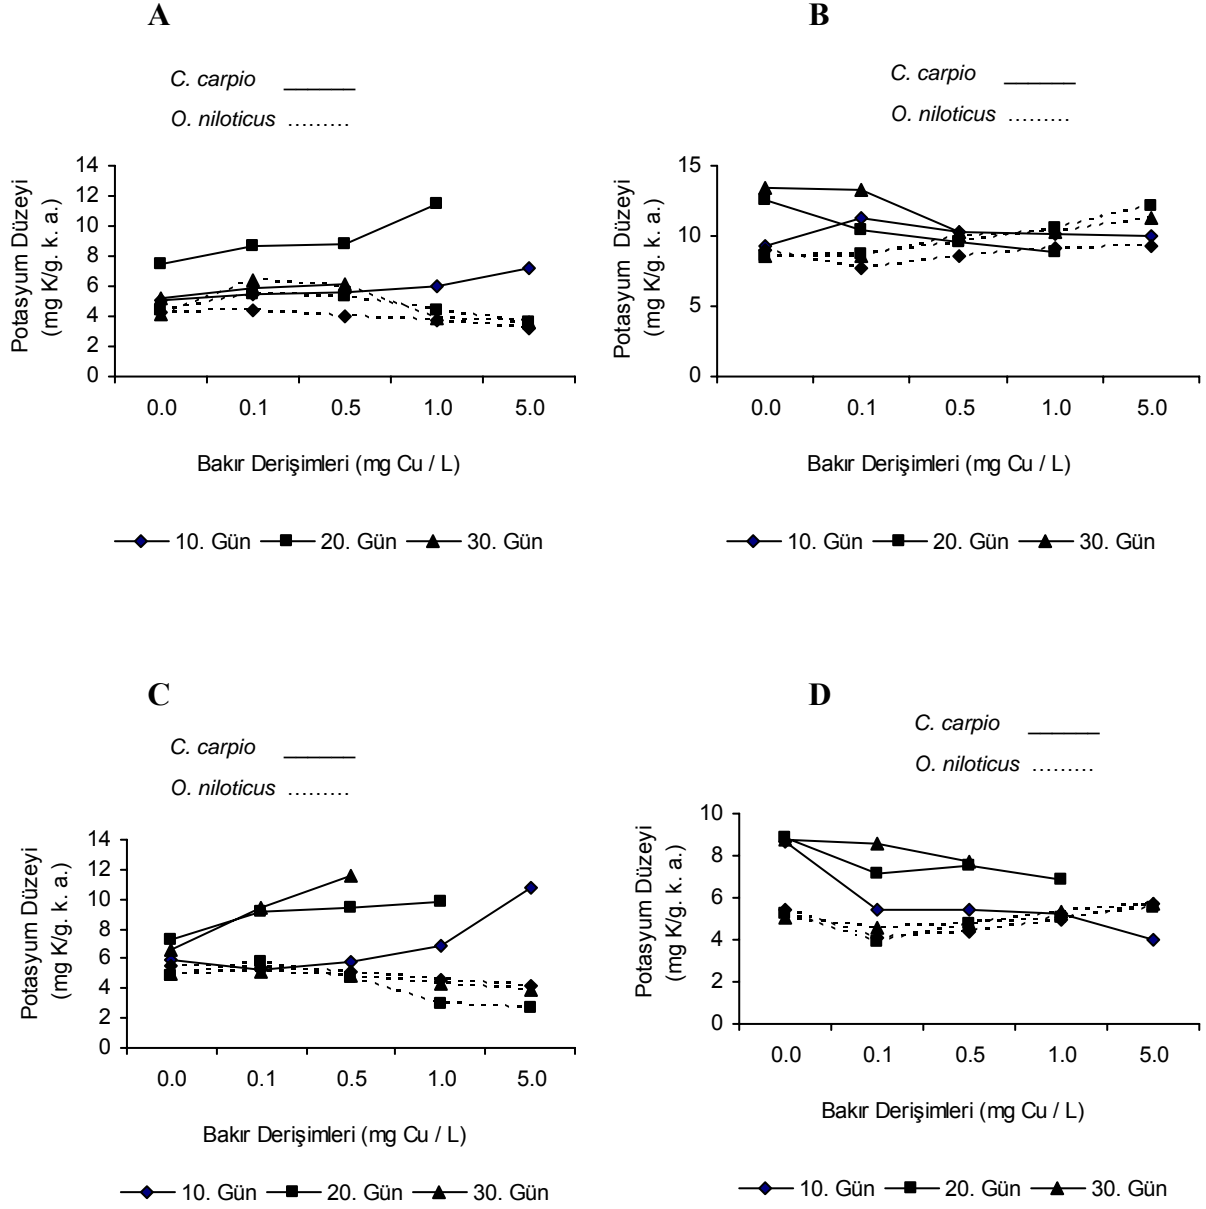 A
C. carpio
O. niloticus ………
Potasyum Düzeyi
(mg K/g. k. a.)
14
12
10
8
6
4
2
0
0.0 0.1 0.5 1.0 5.0
Bakır Derişimleri (mg Cu / L)
10. Gün 20. Gün 30. Gün
B
C. carpio
O. niloticus ………
Potasyum Düzeyi
(mg K/g. k. a.)
15
10
5
0
0.0 0.1 0.5 1.0 5.0
Bakır Derişimleri (mg Cu / L)
10. Gün 20. Gün 30. Gün
C
C. carpio
O. niloticus ………
Potasyum Düzeyi
(mg K/g. k. a.)
14
12
10
8
6
4
2
0
0.0 0.1 0.5 1.0 5.0
Bakır Derişimleri (mg Cu / L)
10. Gün 20. Gün 30. Gün
D
C. carpio
O. niloticus ………
Potasyum Düzeyi
(mg K/g. k. a.)
10
8
6
4
2
0
0.0 0.1 0.5 1.0 5.0
Bakır Derişimleri (mg Cu / L)
10. Gün 20. Gün 30. Gün